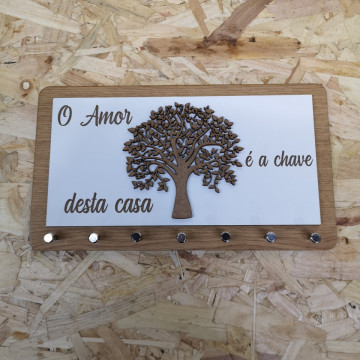 O Amor
é a chave
desta casa